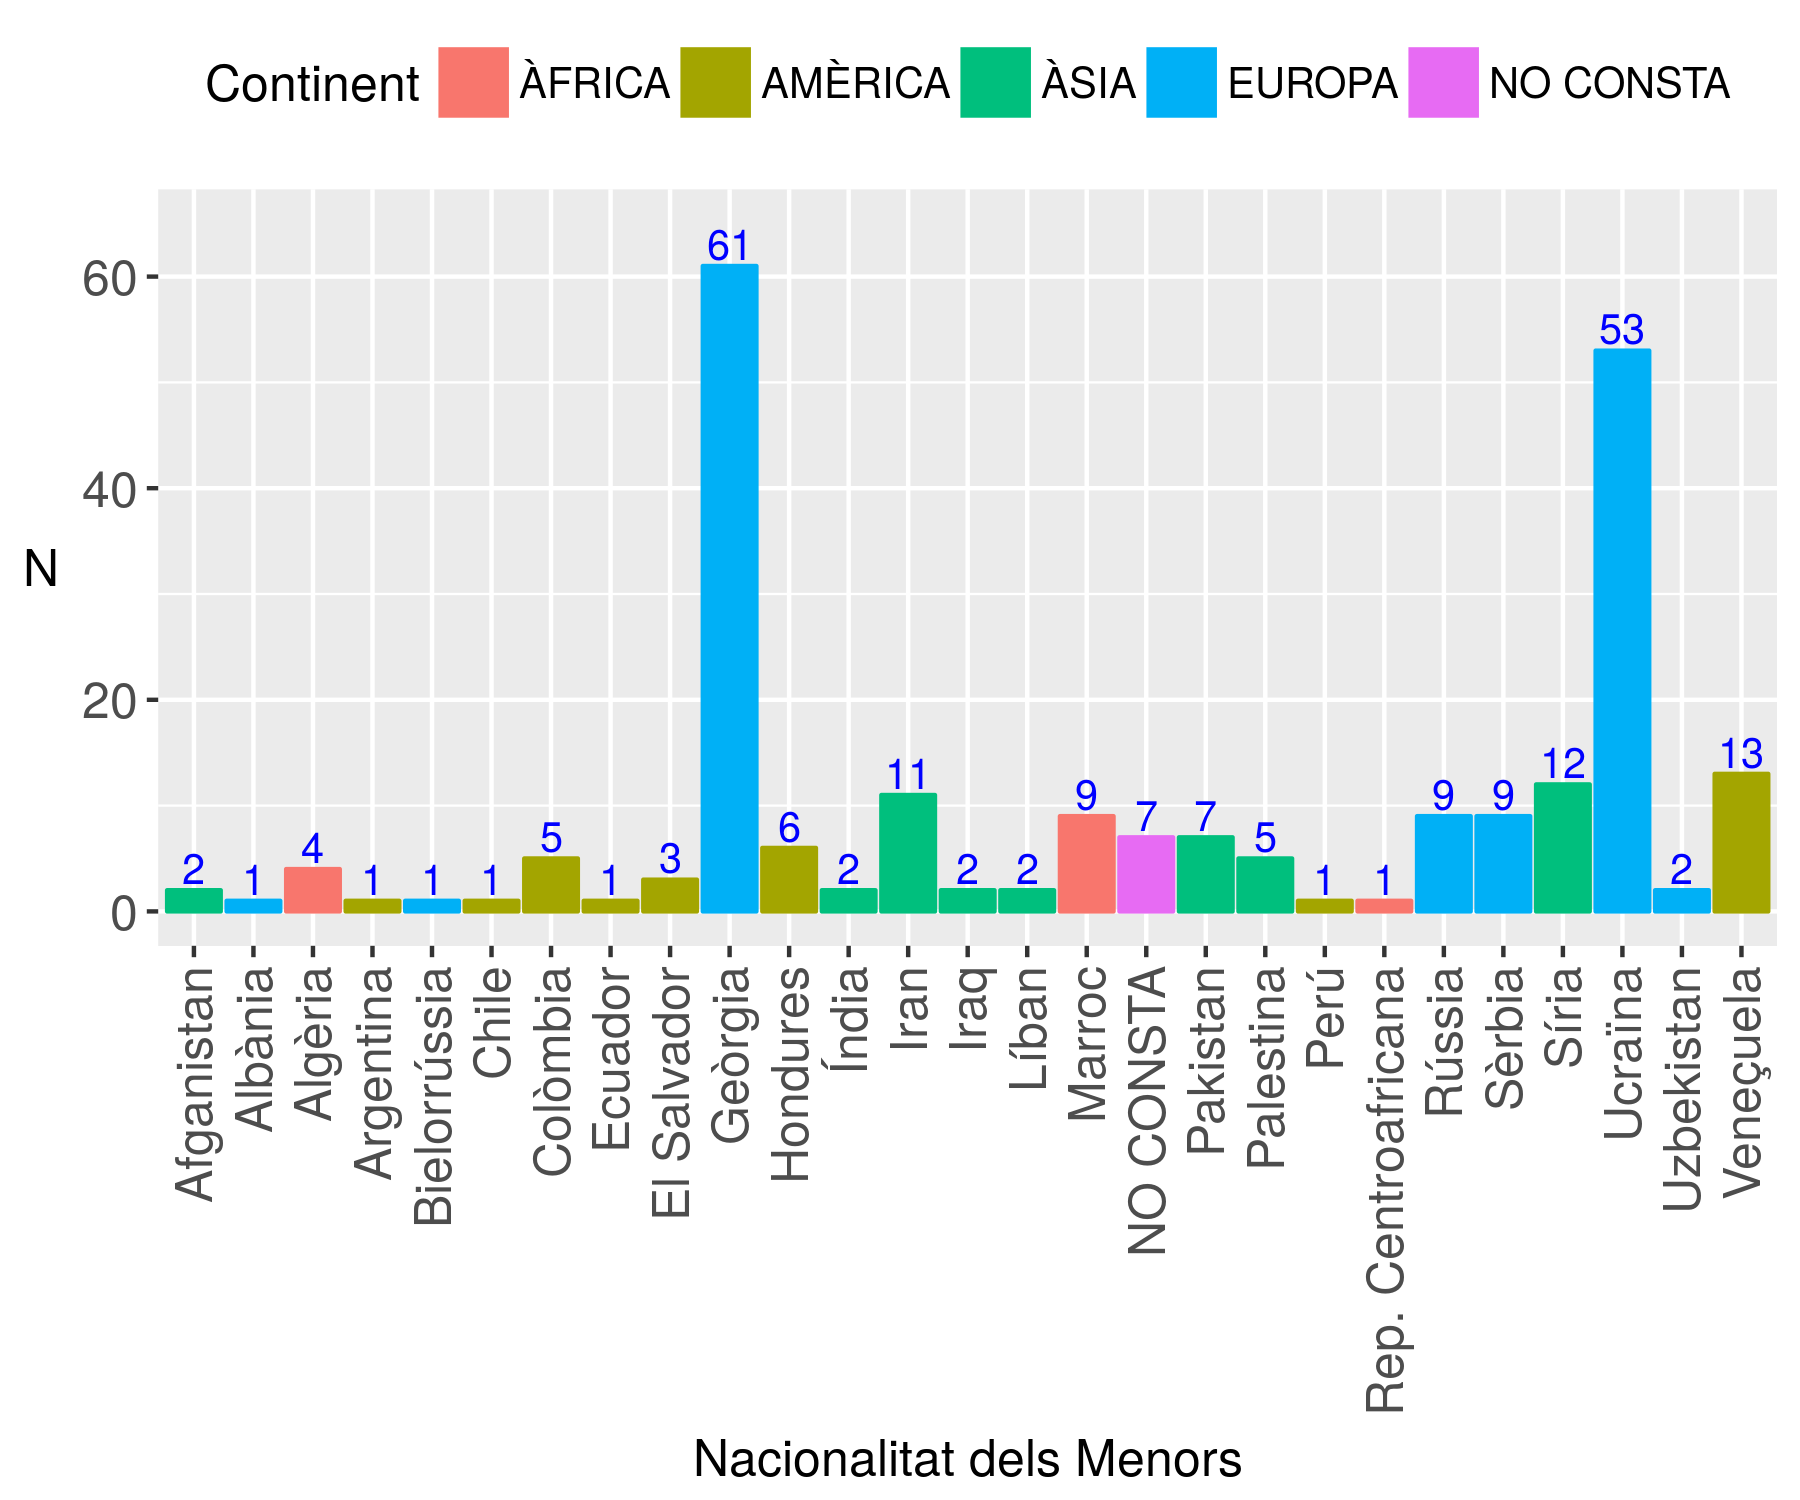 Continent ÀFRICA AMÈRICA ÀSIA EUROPA NO CONSTA
61
60
53
40
N
20
13
12
11
9 9 9
7 7
6
5 5
4
3
2 2 2 2 2
1 1 1 1 1 1 1
0
Afganistan
Albània
Algèria
Argentina
Bielorrússia
Chile
Colòmbia
Ecuador
El Salvador
Geòrgia
Hondures
Índia
Iran
Iraq
Líban
Marroc
NO CONSTA
Pakistan
Palestina
Perú
Rep. Centroafricana
Rússia
Sèrbia
Síria
Ucraïna
Uzbekistan
Veneçuela
Nacionalitat dels Menors